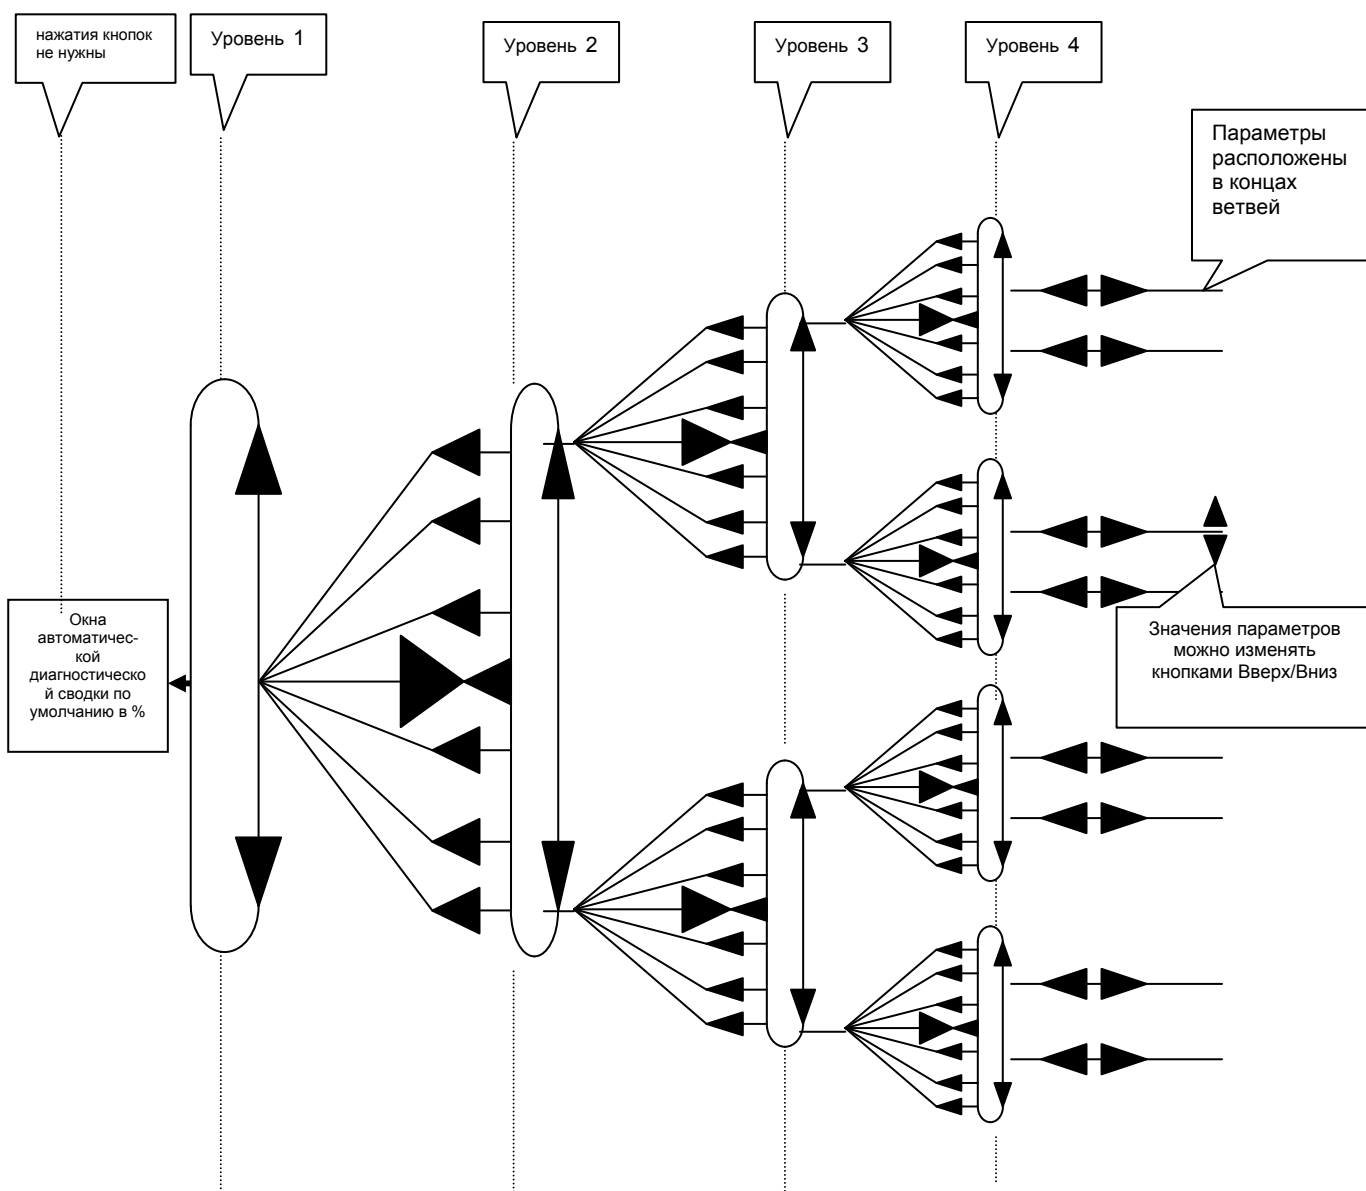 нажатия кнопок
не нужны
Уровень 1
Уровень 2
Уровень 3
Уровень 4
Параметры
расположены
в концах
ветвей
Окна
автоматичес-
кой
диагностическо
й сводки по
умолчанию в %
Значения параметров
можно изменять
кнопками Вверх/Вниз